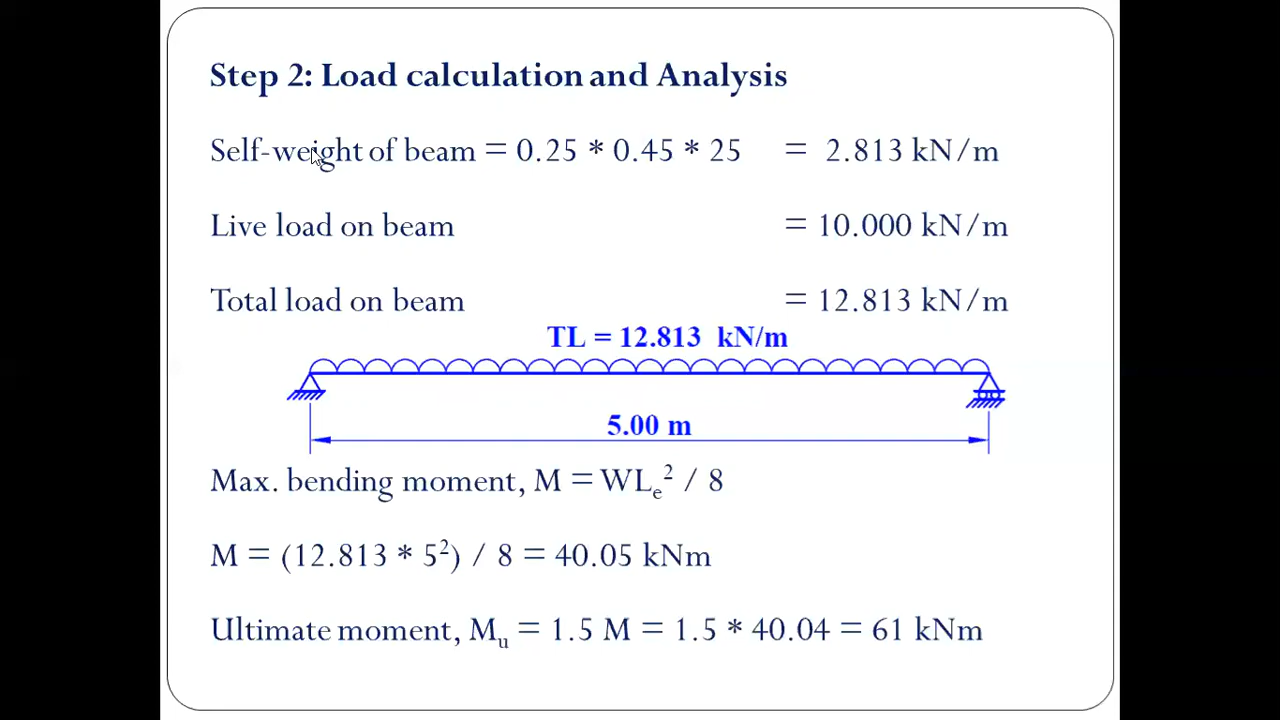 Step 2: Load calculation and Analysis
Self-weight of beam = 0.25 * 0.45 * 25 = 2.813 kN/m
Live load on beam = 10.000 kN/m
Total load on beam = 12.813 kN/m
TL = 12.813 kN/m
5.00 m
Max. bending moment, M = WLₑ² / 8
M = (12.813 * 5²) / 8 = 40.05 kNm
Ultimate moment, Mᵤ = 1.5 M = 1.5 * 40.04 = 61 kNm